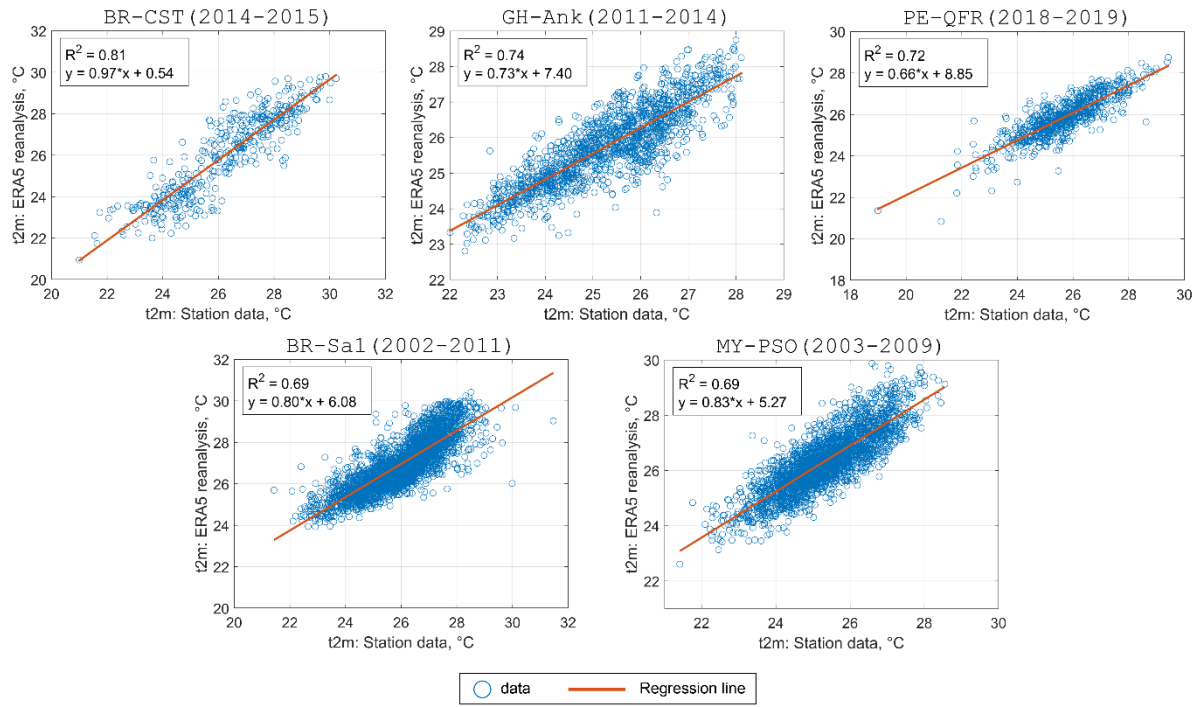 BR-CST(2014-2015)
R² = 0.81
y = 0.97*x + 0.54
32
30
28
26
24
22
20
20 22 24 26 28 30 32
t2m: ERA5 reanalysis, °C
t2m: Station data, °C
GH-Ank(2011-2014)
R² = 0.74
y = 0.73*x + 7.40
29
28
27
26
25
24
23
22
22 23 24 25 26 27 28 29
t2m: ERA5 reanalysis, °C
t2m: Station data, °C
PE-QFR(2018-2019)
R² = 0.72
y = 0.66*x + 8.85
30
28
26
24
22
20
18
18 20 22 24 26 28 30
t2m: ERA5 reanalysis, °C
t2m: Station data, °C
BR-Sa1(2002-2011)
R² = 0.69
y = 0.80*x + 6.08
32
30
28
26
24
22
20
20 22 24 26 28 30 32
t2m: ERA5 reanalysis, °C
t2m: Station data, °C
MY-PSO(2003-2009)
R² = 0.69
y = 0.83*x + 5.27
30
28
26
24
22
22 24 26 28 30
t2m: ERA5 reanalysis, °C
t2m: Station data, °C
data Regression line